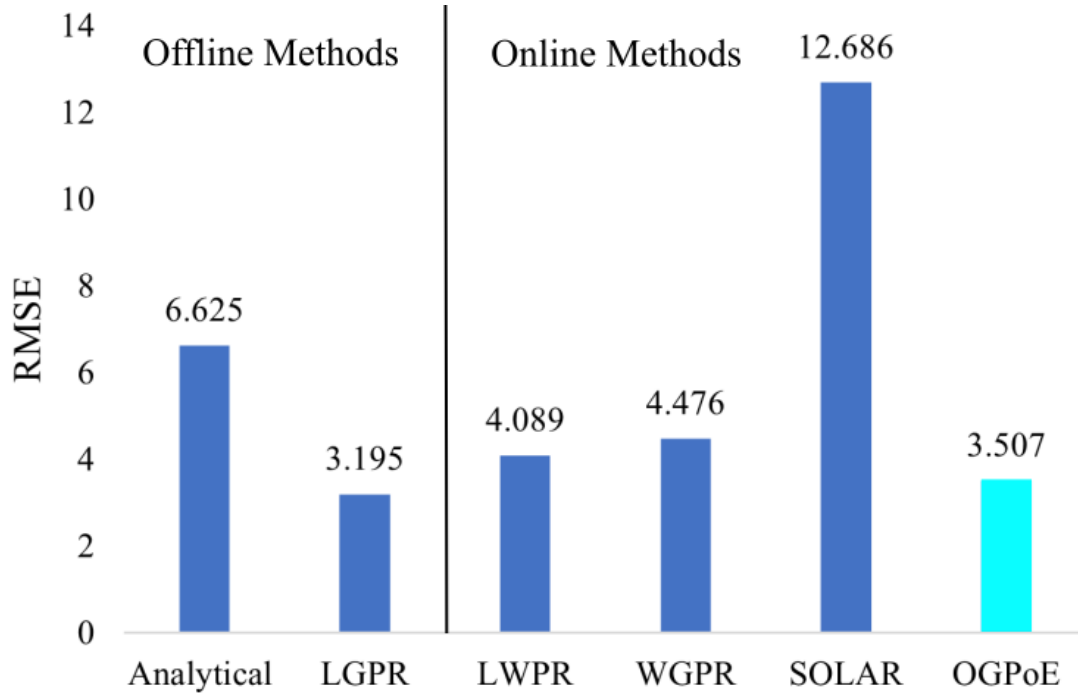 14
12
10
8
6
4
2
0
RMSE
Offline Methods
Online Methods
6.625
3.195
4.089
4.476
12.686
3.507
Analytical
LGPR
LWPR
WGPR
SOLAR
OGPoE